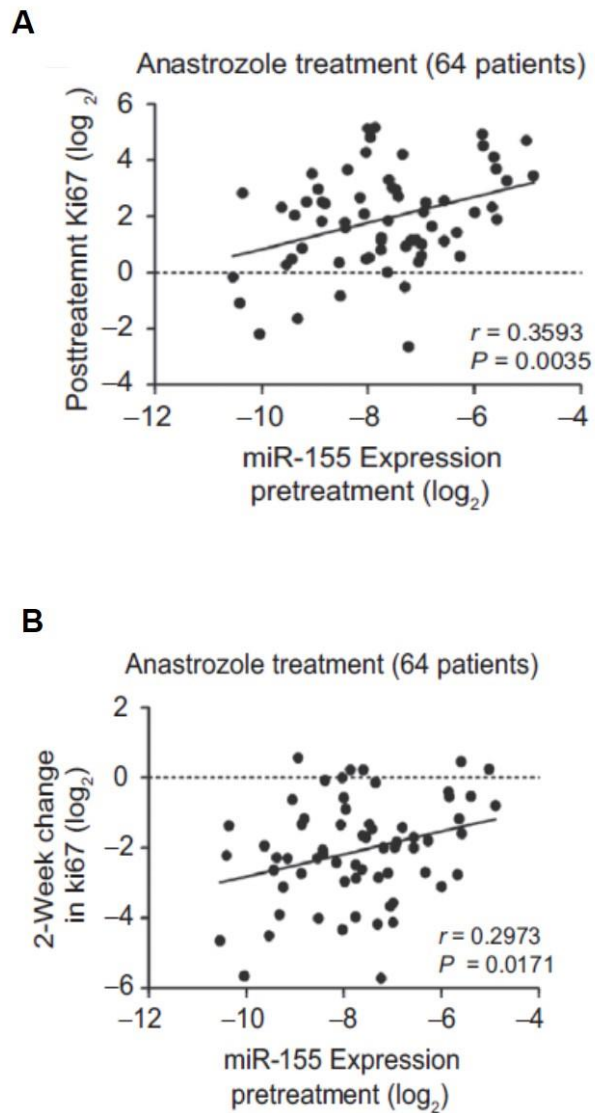 A
Anastrozole treatment (64 patients)
Posttreatemnt Ki67 (log 2)
6
4
2
0
−2
−4
r = 0.3593
P = 0.0035
−12 −10 −8 −6 −4
miR-155 Expression
pretreatment (log2)
B
Anastrozole treatment (64 patients)
2-Week change
in ki67 (log2)
2
0
−2
−4
−6
r = 0.2973
P = 0.0171
−12 −10 −8 −6 −4
miR-155 Expression
pretreatment (log2)